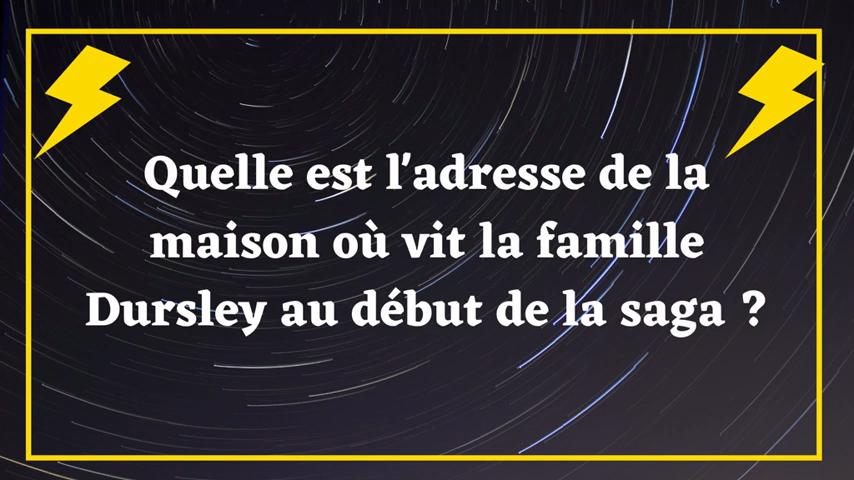 Quelle est l'adresse de la
maison où vit la famille
Dursley au début de la saga ?